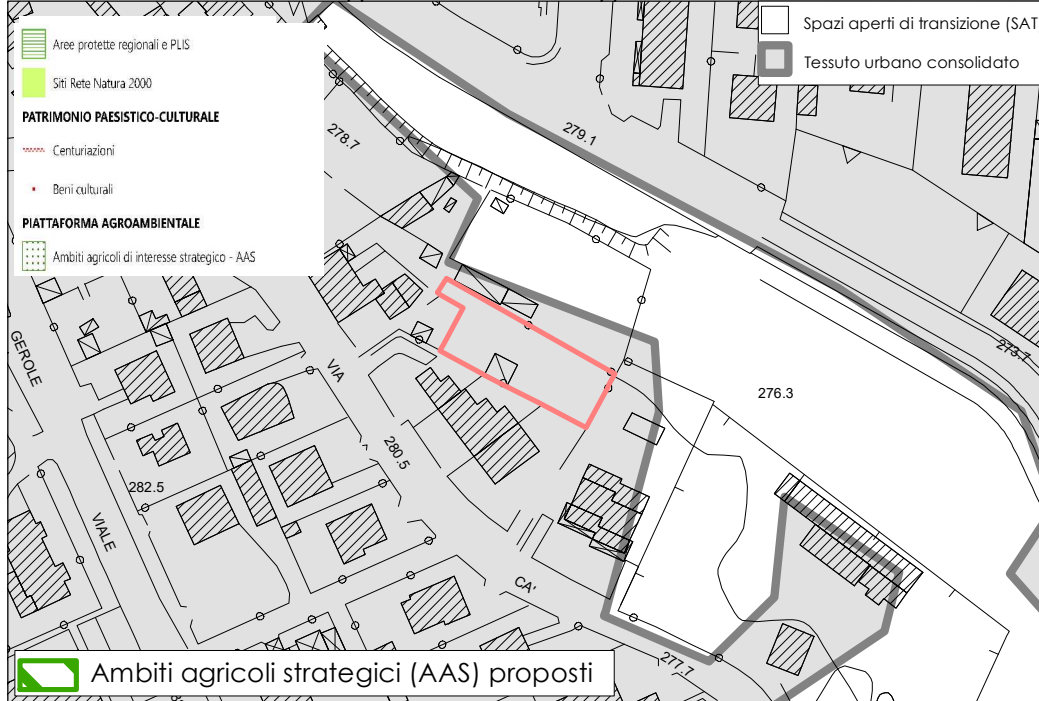 Aree protette regionali e PLIS
Siti Rete Natura 2000
PATRIMONIO PAESISTICO-CULTURALE
Centuriazioni
Beni culturali
PIATTAFORMA AGROAMBIENTALE
Ambiti agricoli di interesse strategico - AAS
Spazi aperti di transizione (SAT
Tessuto urbano consolidato
278.7
279.1
273.7
276.3
GEROLE
VIA
280.5
282.5
VIALE
CA'
277.7
Ambiti agricoli strategici (AAS) proposti